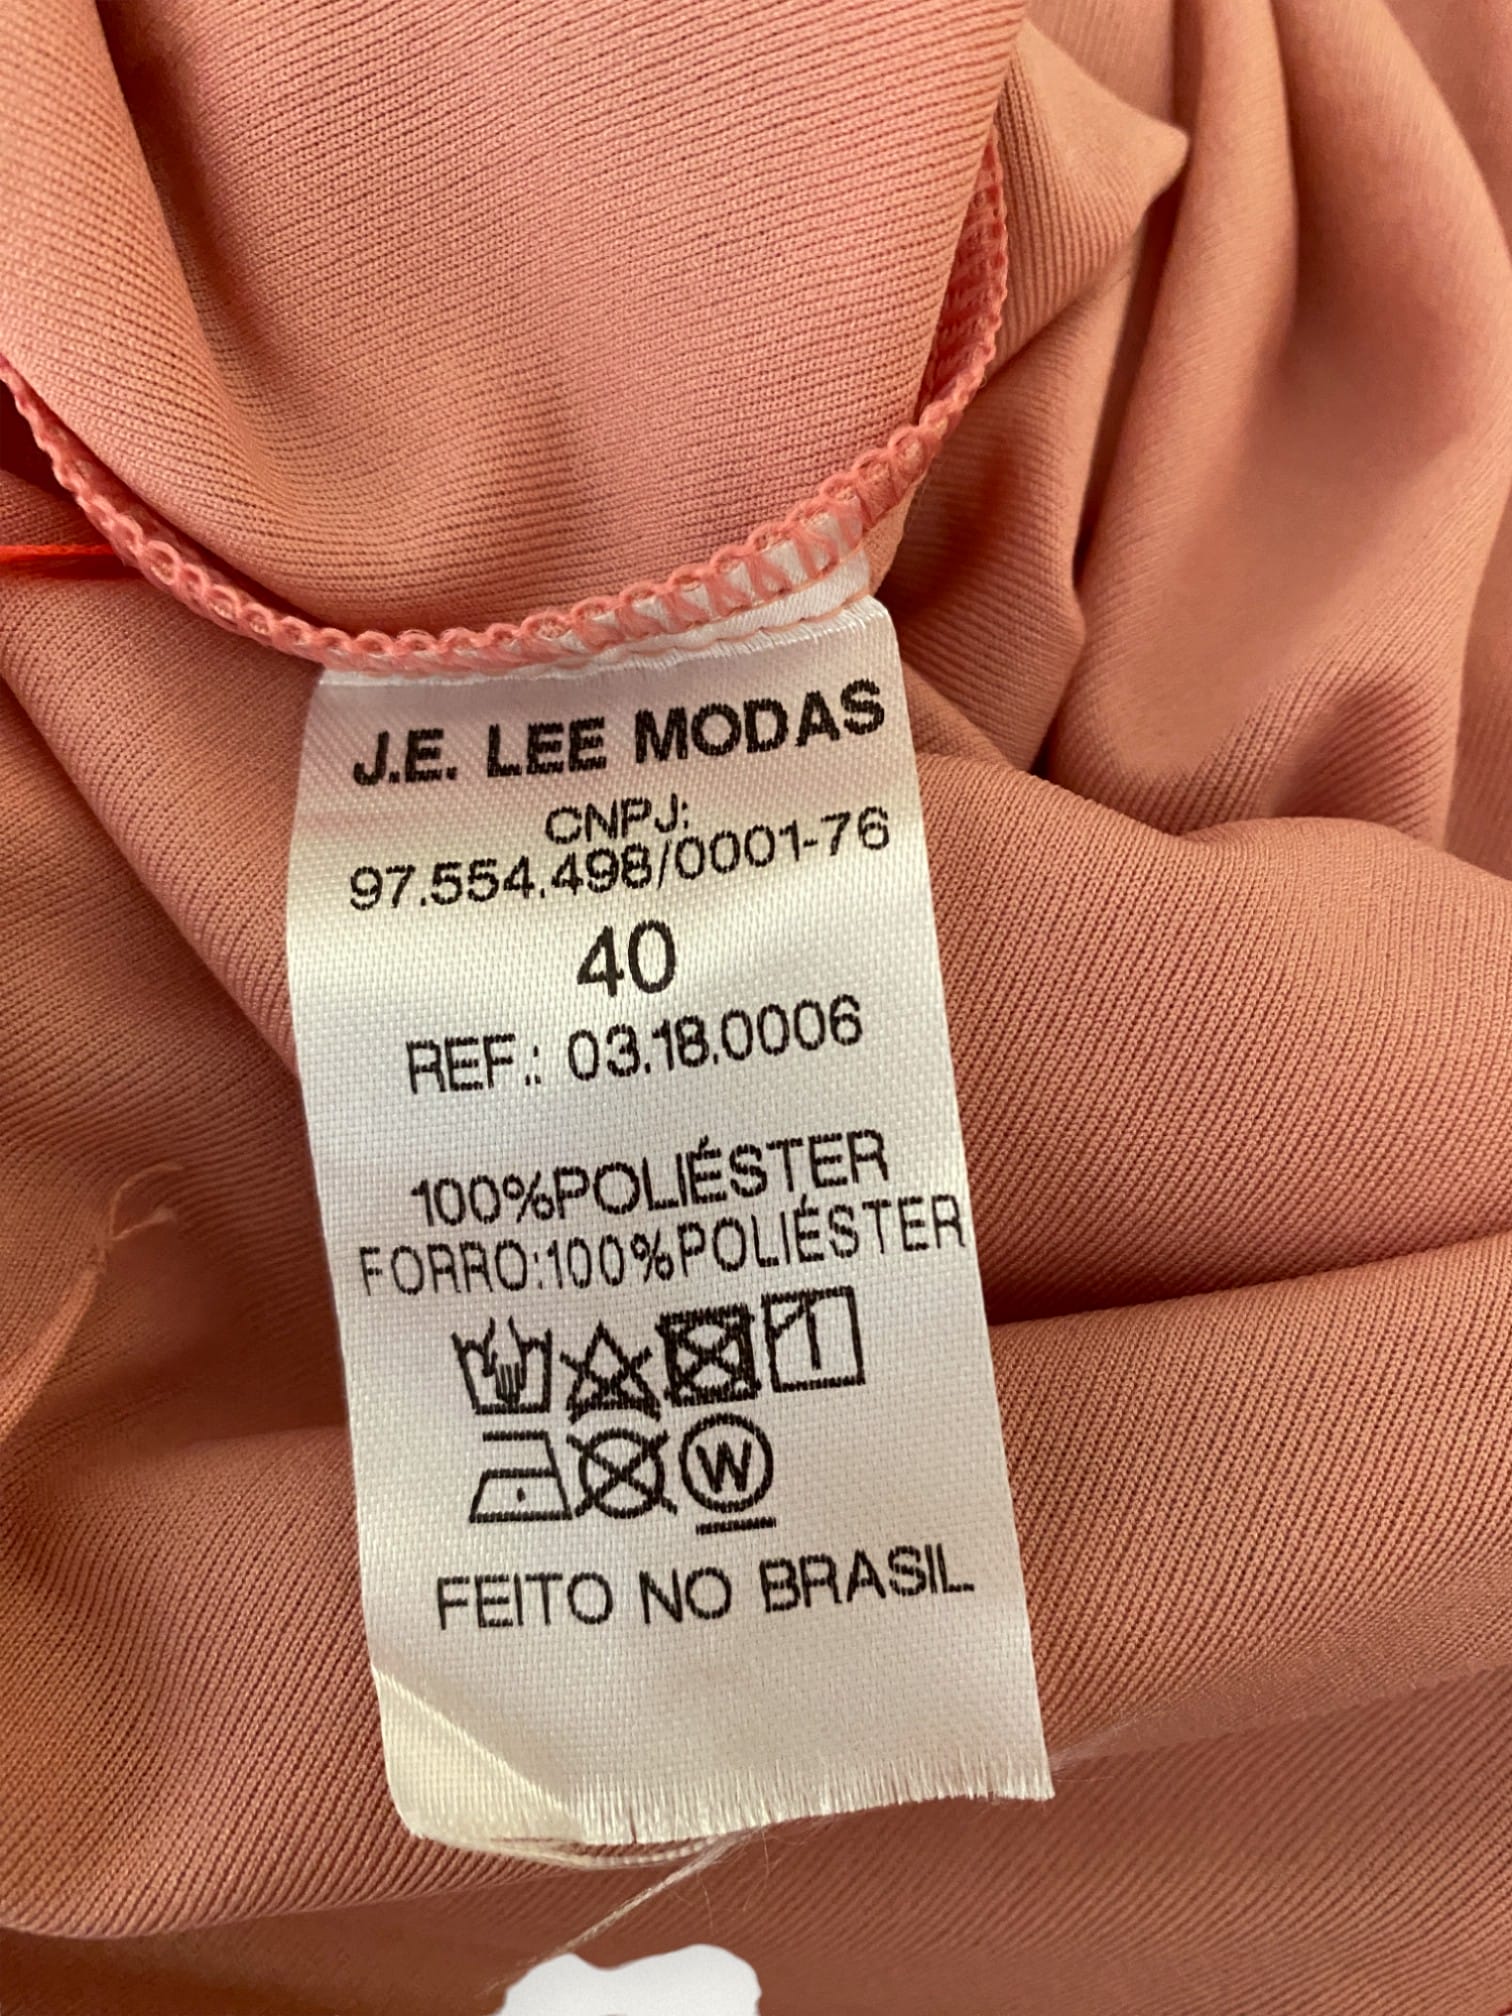 J.E. LEE MODAS
CNPJ:
97.554.498/0001-76
40
REF.: 03.18.0006
100%POLIÉSTER
FORRO:100%POLIÉSTER
W
FEITO NO BRASIL